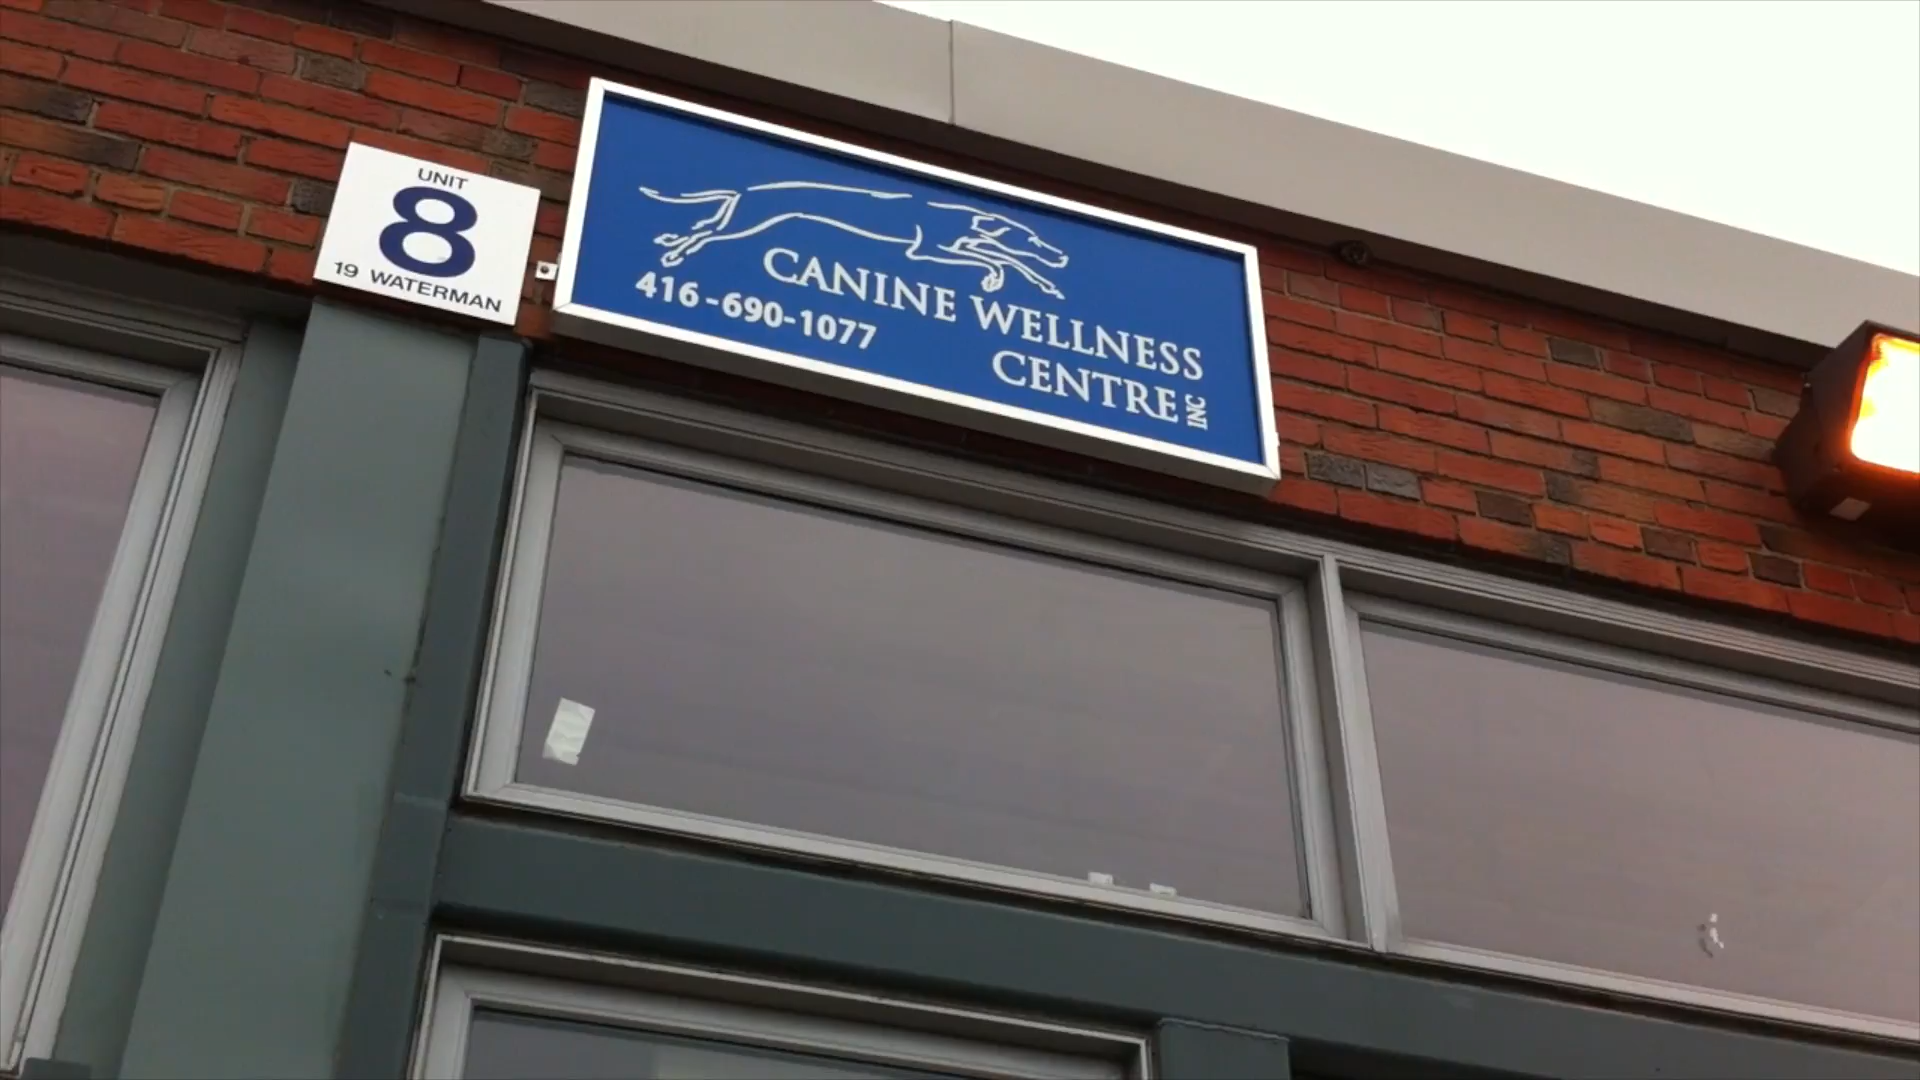 UNIT
8
19 WATERMAN
CANINE WELLNESS
CENTRE INC
416-690-1077